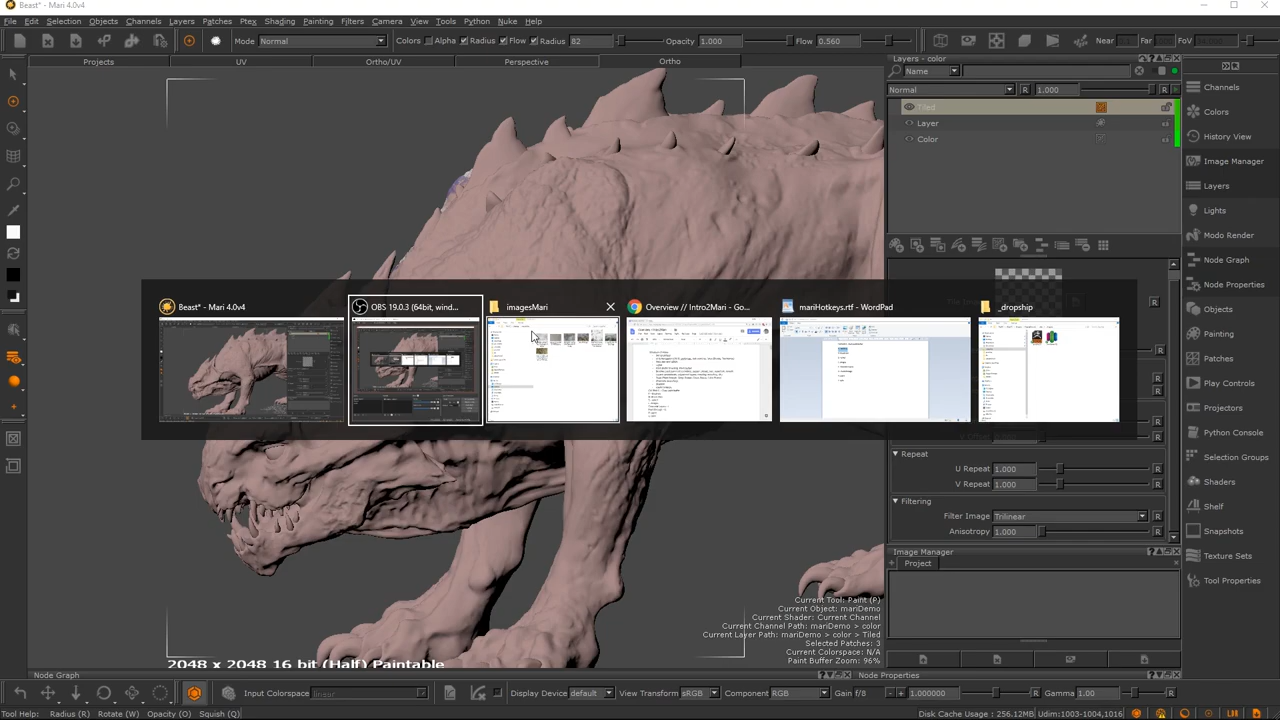 Beast* - Mari 4.0v4
File Edit Selection Objects Channels Layers Patches Ptex Shading Painting Filters Camera View Tools Python Nuke Help
Mode Normal Colors Alpha Radius Flow Radius 82 Opacity 1.000 Flow 0.560 Near Far FoV
Projects UV Ortho/UV Perspective Ortho
Layers - color
Name
Normal R 1.000 R
Tiled
Layer
Color
Channels
Colors
History View
Image Manager
Layers
Lights
Modo Render
Node Graph
Node Properties
Objects
Painting
Patches
Play Controls
Projectors
Python Console
Selection Groups
Shaders
Shelf
Snapshots
Texture Sets
Tool Properties
Beast* - Mari 4.0v4
OBS 19.0.3 (64bit, wind...
imagesMari
Overview // Intro2Mari - Go...
mariHotkeys.rtf - WordPad
_dropship
Repeat
U Repeat 1.000 R
V Repeat 1.000 R
Filtering
Filter Image Trilinear R
Anisotropy 1.000 R
Image Manager
Project
Current Tool: Paint (P)
Current Object: mariDemo
Current Shader: Current Channel
Current Channel Path: mariDemo > color
Current Layer Path: mariDemo > color > Tiled
Selected Patches: 3
Current Colorspace: N/A
Paint Buffer Zoom: 96%
2048 x 2048 16 bit (Half) Paintable
Node Graph
Node Properties
Input Colorspace linear Display Device default View Transform sRGB Component RGB Gain f/8 1.000000 R Gamma 1.00 R
Tool Help: Radius (R) Rotate (W) Opacity (O) Squish (Q)
Disk Cache Usage : 256.12MB Udim:1003-1004,1016